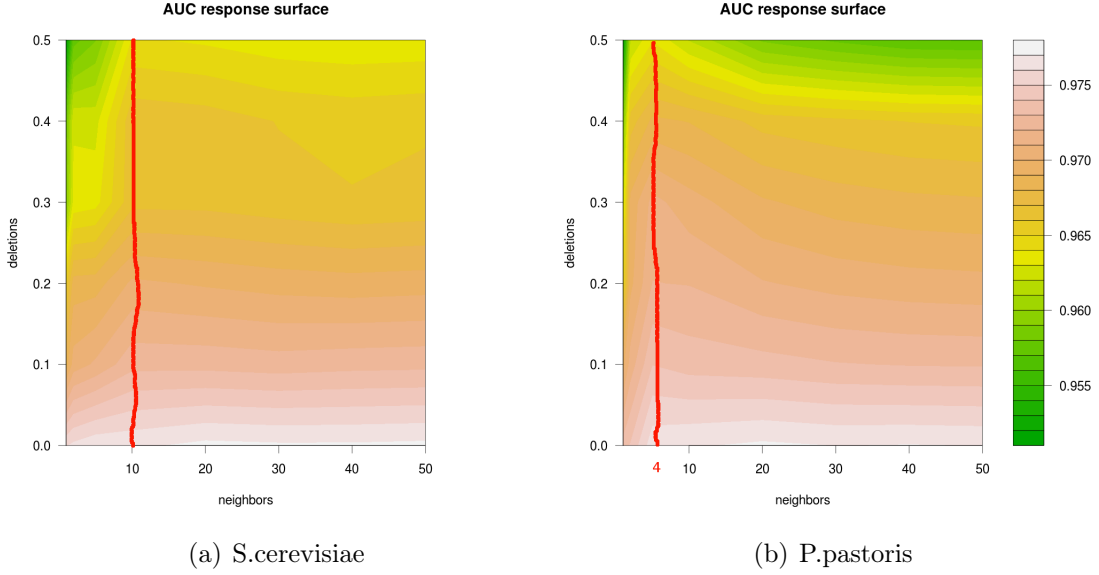 AUC response surface
0.5
0.4
0.3
0.2
0.1
0.0
deletions
10 20 30 40 50
neighbors
(a) S.cerevisiae
AUC response surface
0.5
0.4
0.3
0.2
0.1
0.0
deletions
4 10 20 30 40 50
neighbors
(b) P.pastoris
0.975
0.970
0.965
0.960
0.955